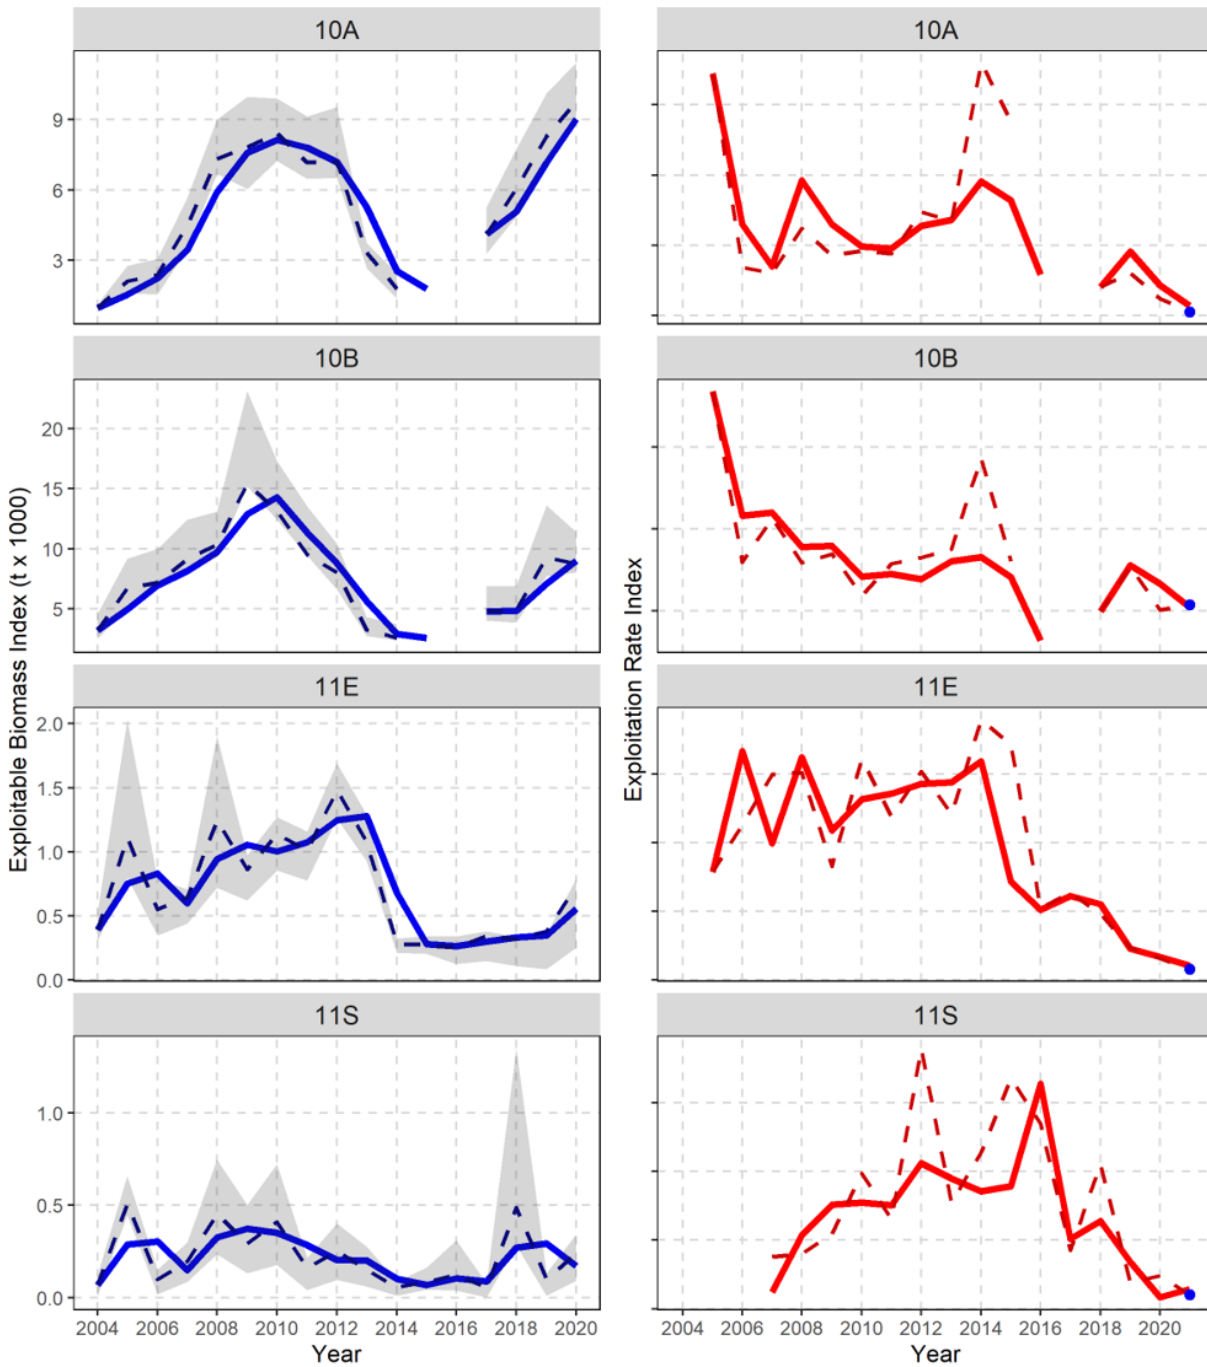 10A
9
6
3
10B
20
15
10
5
11E
2.0
1.5
1.0
0.5
0.0
11S
1.0
0.5
0.0
2004 2006 2008 2010 2012 2014 2016 2018 2020
Year
Exploitable Biomass Index (t x 1000)
10A
10B
11E
11S
2004 2006 2008 2010 2012 2014 2016 2018 2020
Year
Exploitation Rate Index